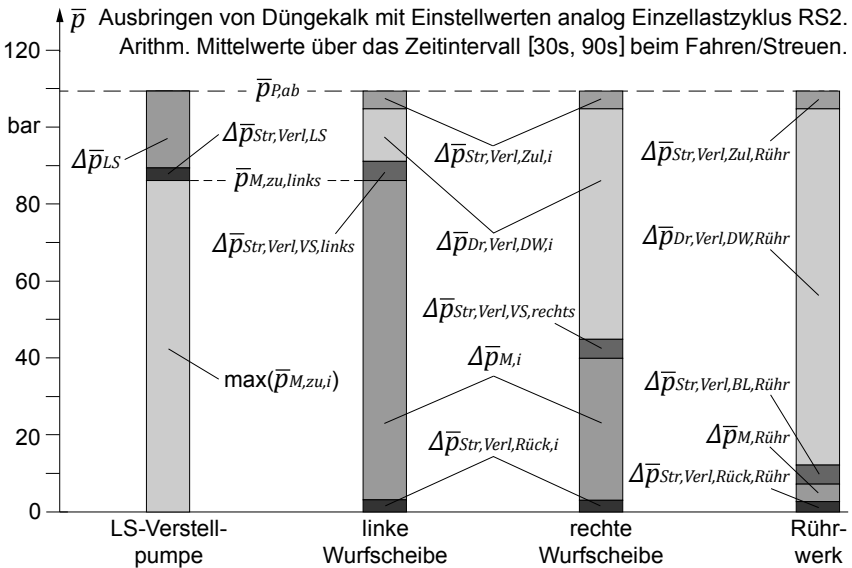 p̅ Ausbringen von Düngekalk mit Einstellwerten analog Einzellastzyklus RS2.
Arithm. Mittelwerte über das Zeitintervall [30s, 90s] beim Fahren/Streuen.
120
bar
80
60
40
20
0
p̅P,ab
Δp̅LS
Δp̅Str,Verl,LS
p̅M,zu,links
Δp̅Str,Verl,VS,links
max(p̅M,zu,i)
Δp̅Str,Verl,Zul,i
Δp̅Dr,Verl,DW,i
Δp̅Str,Verl,VS,rechts
Δp̅M,i
Δp̅Str,Verl,Rück,i
Δp̅Str,Verl,Zul,Rühr
Δp̅Dr,Verl,DW,Rühr
Δp̅Str,Verl,BL,Rühr
Δp̅M,Rühr
Δp̅Str,Verl,Rück,Rühr
LS-Verstell-
pumpe
linke
Wurfscheibe
rechte
Wurfscheibe
Rühr-
werk